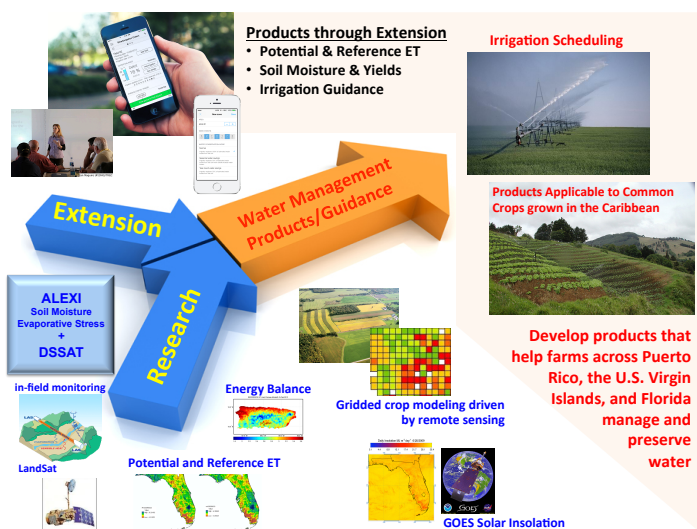 Products through Extension
• Potential & Reference ET
• Soil Moisture & Yields
• Irrigation Guidance
Irrigation Scheduling
Products Applicable to Common
Crops grown in the Caribbean
Extension
Water Management
Products/Guidance
Research
ALEXI
Soil Moisture
Evaporative Stress
+
DSSAT
in-field monitoring
LandSat
Energy Balance
Potential and Reference ET
Gridded crop modeling driven
by remote sensing
GOES Solar Insolation
GOES
Develop products that
help farms across Puerto
Rico, the U.S. Virgin
Islands, and Florida
manage and
preserve
water